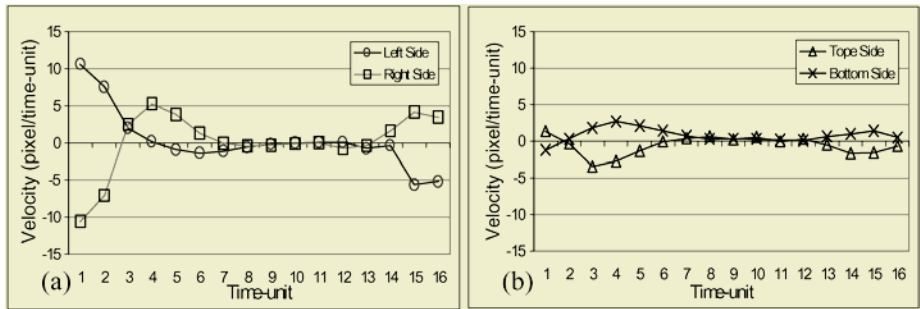 Velocity (pixel/time-unit)
15
10
5
0
-5
-10
-15
Left Side
Right Side
1 2 3 4 5 6 7 8 9 10 11 12 13 14 15 16
(a)
Time-unit
Velocity (pixel/time-unit)
15
10
5
0
-5
-10
-15
Tope Side
Bottom Side
1 2 3 4 5 6 7 8 9 10 11 12 13 14 15 16
(b)
Time-unit